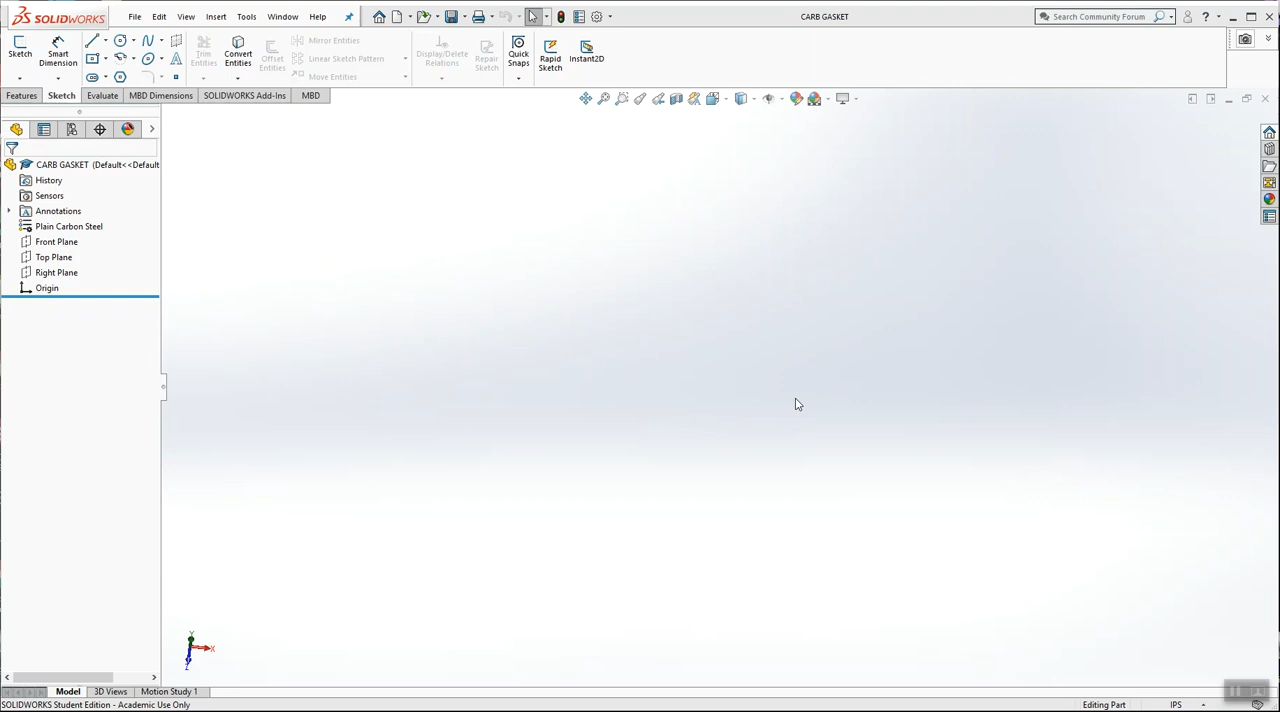 SOLIDWORKS File Edit View Insert Tools Window Help CARB GASKET Search Community Forum ?
Sketch Smart Dimension Trim Entities Convert Entities Offset Entities Mirror Entities Linear Sketch Pattern Move Entities Display/Delete Relations Repair Sketch Quick Snaps Rapid Sketch Instant2D
Features Sketch Evaluate MBD Dimensions SOLIDWORKS Add-Ins MBD
CARB GASKET (Default<<Default
History
Sensors
Annotations
Plain Carbon Steel
Front Plane
Top Plane
Right Plane
Origin
Y
X
Z
Model 3D Views Motion Study 1
SOLIDWORKS Student Edition - Academic Use Only Editing Part IPS